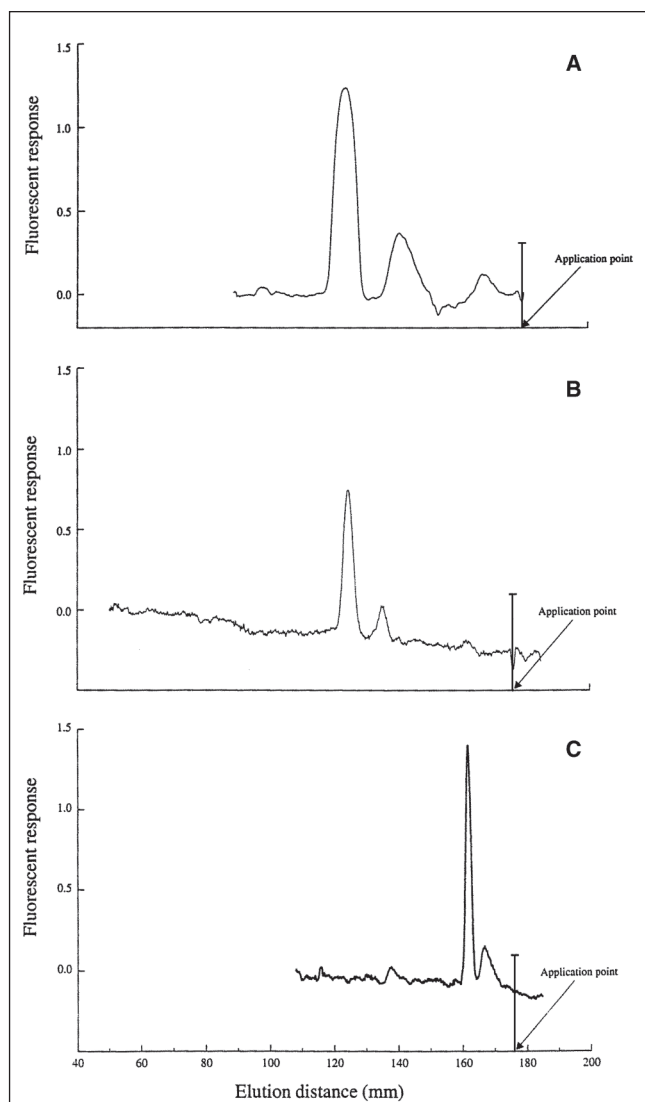 A
1.5
1.0
0.5
0.0
Fluorescent response
Application point
B
1.5
1.0
0.5
0.0
Fluorescent response
Application point
C
1.5
1.0
0.5
0.0
Fluorescent response
Application point
40 60 80 100 120 140 160 180 200
Elution distance (mm)